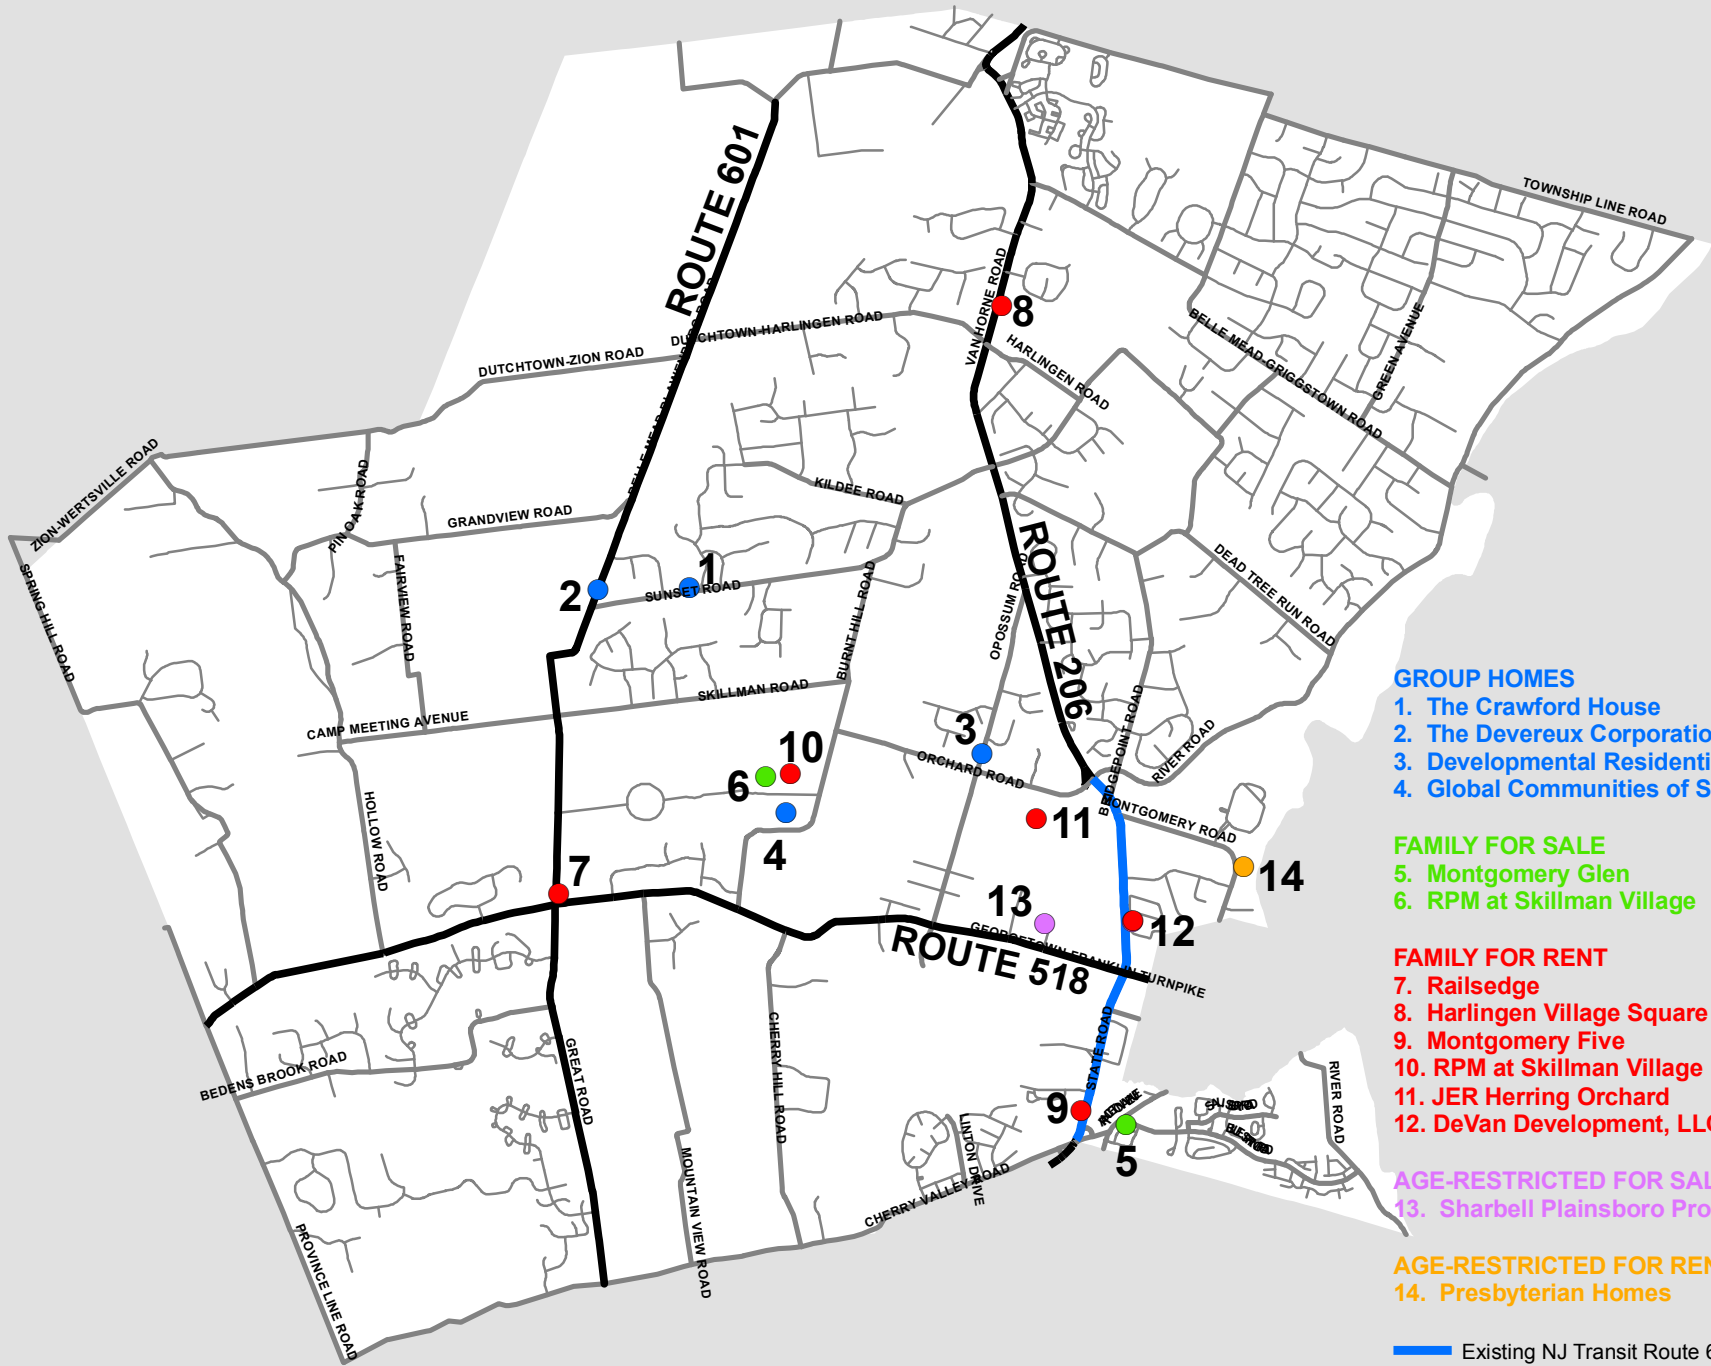 ROUTE 601
TOWNSHIP LINE ROAD
VAN HORNE ROAD
8
DUTCHTOWN-HARLINGEN ROAD
DUTCHTOWN-ZION ROAD
HARLINGEN ROAD
BELLE MEAD-GRIGGSTOWN ROAD
GREEN AVENUE
ZION-WERTSVILLE ROAD
PIN OAK ROAD
GRANDVIEW ROAD
KILDEE ROAD
SPRING HILL ROAD
FAIRVIEW ROAD
2
1
SUNSET ROAD
BURNT HILL ROAD
OPOSSUM ROAD
ROUTE 206
DEAD TREE RUN ROAD
SKILLMAN ROAD
CAMP MEETING AVENUE
3
ORCHARD ROAD
BRIDGEPOINT ROAD
RIVER ROAD
10
6
4
11
MONTGOMERY ROAD
HOLLOW ROAD
7
14
13
12
GEORGETOWN FRANKLIN TURNPIKE
ROUTE 518
BEDENS BROOK ROAD
GREAT ROAD
CHERRY HILL ROAD
STATE ROAD
RIVER ROAD
9
5
LINTON DRIVE
CHERRY VALLEY ROAD
MOUNTAIN VIEW ROAD
PROVINCE LINE ROAD
GROUP HOMES
1. The Crawford House
2. The Devereux Corporatio
3. Developmental Residenti
4. Global Communities of S
FAMILY FOR SALE
5. Montgomery Glen
6. RPM at Skillman Village
FAMILY FOR RENT
7. Railsedge
8. Harlingen Village Square
9. Montgomery Five
10. RPM at Skillman Village
11. JER Herring Orchard
12. DeVan Development, LLC
AGE-RESTRICTED FOR SAL
13. Sharbell Plainsboro Pro
AGE-RESTRICTED FOR REN
14. Presbyterian Homes
Existing NJ Transit Route 6